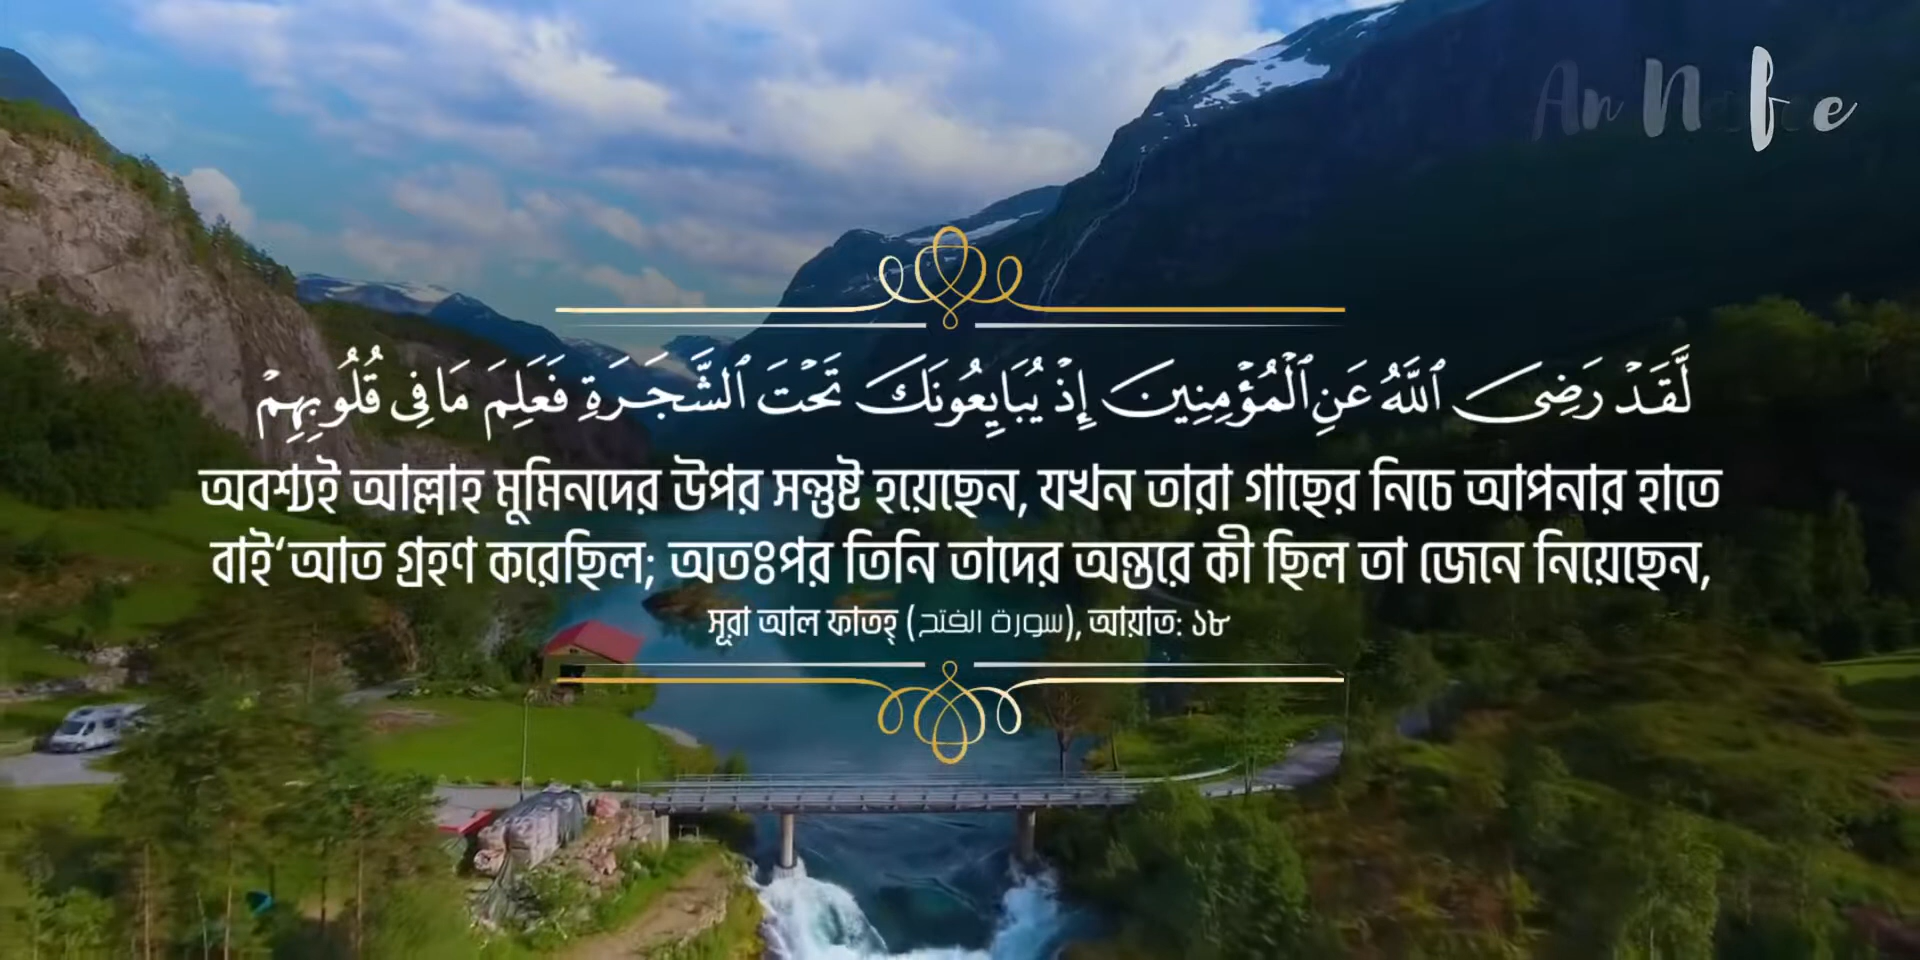 لَّقَدْ رَضِىَ ٱللَّهُ عَنِ ٱلْمُؤْمِنِينَ إِذْ يُبَايِعُونَكَ تَحْتَ ٱلشَّجَرَةِ فَعَلِمَ مَا فِى قُلُوبِهِمْ
অবশ্যই আল্লাহ মুমিনদের উপর সন্তুষ্ট হয়েছেন, যখন তারা গাছের নিচে আপনার হাতে
বাই‘আত গ্রহণ করেছিল; অতঃপর তিনি তাদের অন্তরে কী ছিল তা জেনে নিয়েছেন,
সূরা আল ফাতহ্ (سورة الفتح), আয়াত: ১৮